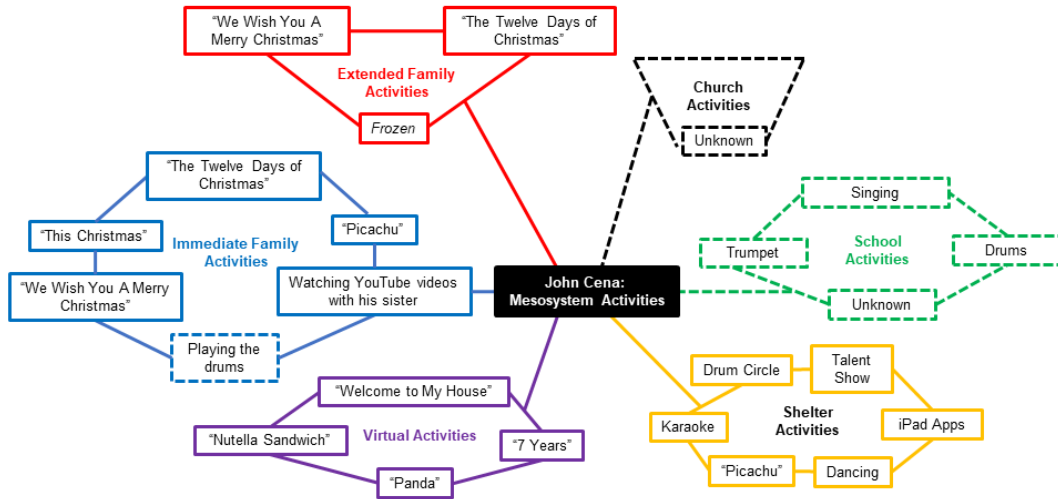 “We Wish You A
Merry Christmas”
“The Twelve Days of
Christmas”
Extended Family
Activities
Frozen
Church
Activities
Unknown
“The Twelve Days of
Christmas”
“This Christmas”
“Picachu”
Immediate Family
Activities
“We Wish You A Merry
Christmas”
Watching YouTube videos
with his sister
Playing the
drums
John Cena:
Mesosystem Activities
Singing
Trumpet
School
Activities
Drums
Unknown
“Welcome to My House”
“Nutella Sandwich”
Virtual Activities
“7 Years”
“Panda”
Drum Circle
Talent
Show
Karaoke
Shelter
Activities
iPad Apps
“Picachu”
Dancing